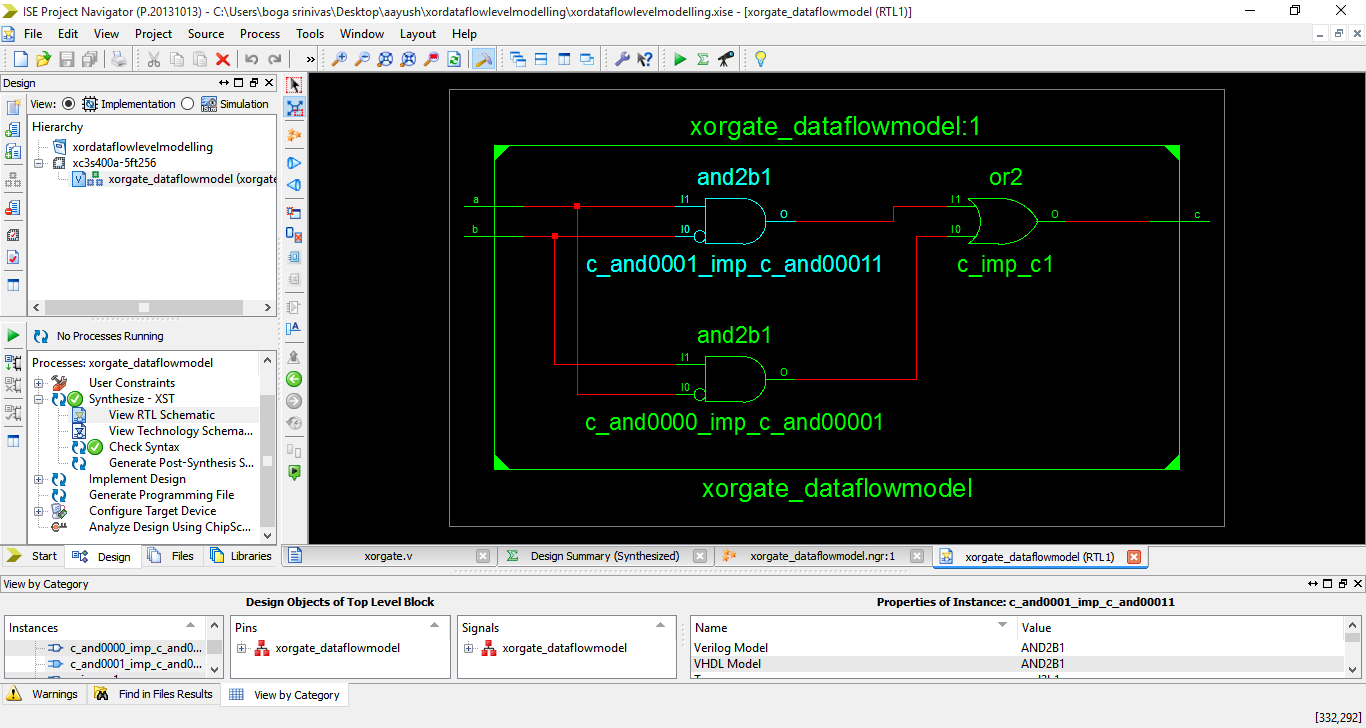 ISE Project Navigator (P.20131013) - C:\Users\boga srinivas\Desktop\aayush\xordataflowlevelmodelling\xordataflowlevelmodelling.xise - [xorgate_dataflowmodel (RTL1)]
File Edit View Project Source Process Tools Window Layout Help
Design
View: Implementation Simulation
Hierarchy
xordataflowlevelmodelling
xc3s400a-5ft256
xorgate_dataflowmodel (xorgate
No Processes Running
Processes: xorgate_dataflowmodel
User Constraints
Synthesize - XST
View RTL Schematic
View Technology Schema...
Check Syntax
Generate Post-Synthesis S...
Implement Design
Generate Programming File
Configure Target Device
Analyze Design Using ChipSc...
Start Design Files Libraries
xorgate_dataflowmodel:1
and2b1
or2
a I1 O I1 O c
b I0 I0
c_and0001_imp_c_and00011
c_imp_c1
and2b1
I1 O
I0
c_and0000_imp_c_and00001
xorgate_dataflowmodel
xorgate.v Design Summary (Synthesized) xorgate_dataflowmodel.ngr:1 xorgate_dataflowmodel (RTL1)
View by Category
Design Objects of Top Level Block
Properties of Instance: c_and0001_imp_c_and00011
Instances
c_and0000_imp_c_and0...
c_and0001_imp_c_and0...
Pins
xorgate_dataflowmodel
Signals
xorgate_dataflowmodel
Name Value
Verilog Model AND2B1
VHDL Model AND2B1
Warnings Find in Files Results View by Category
[332,292]